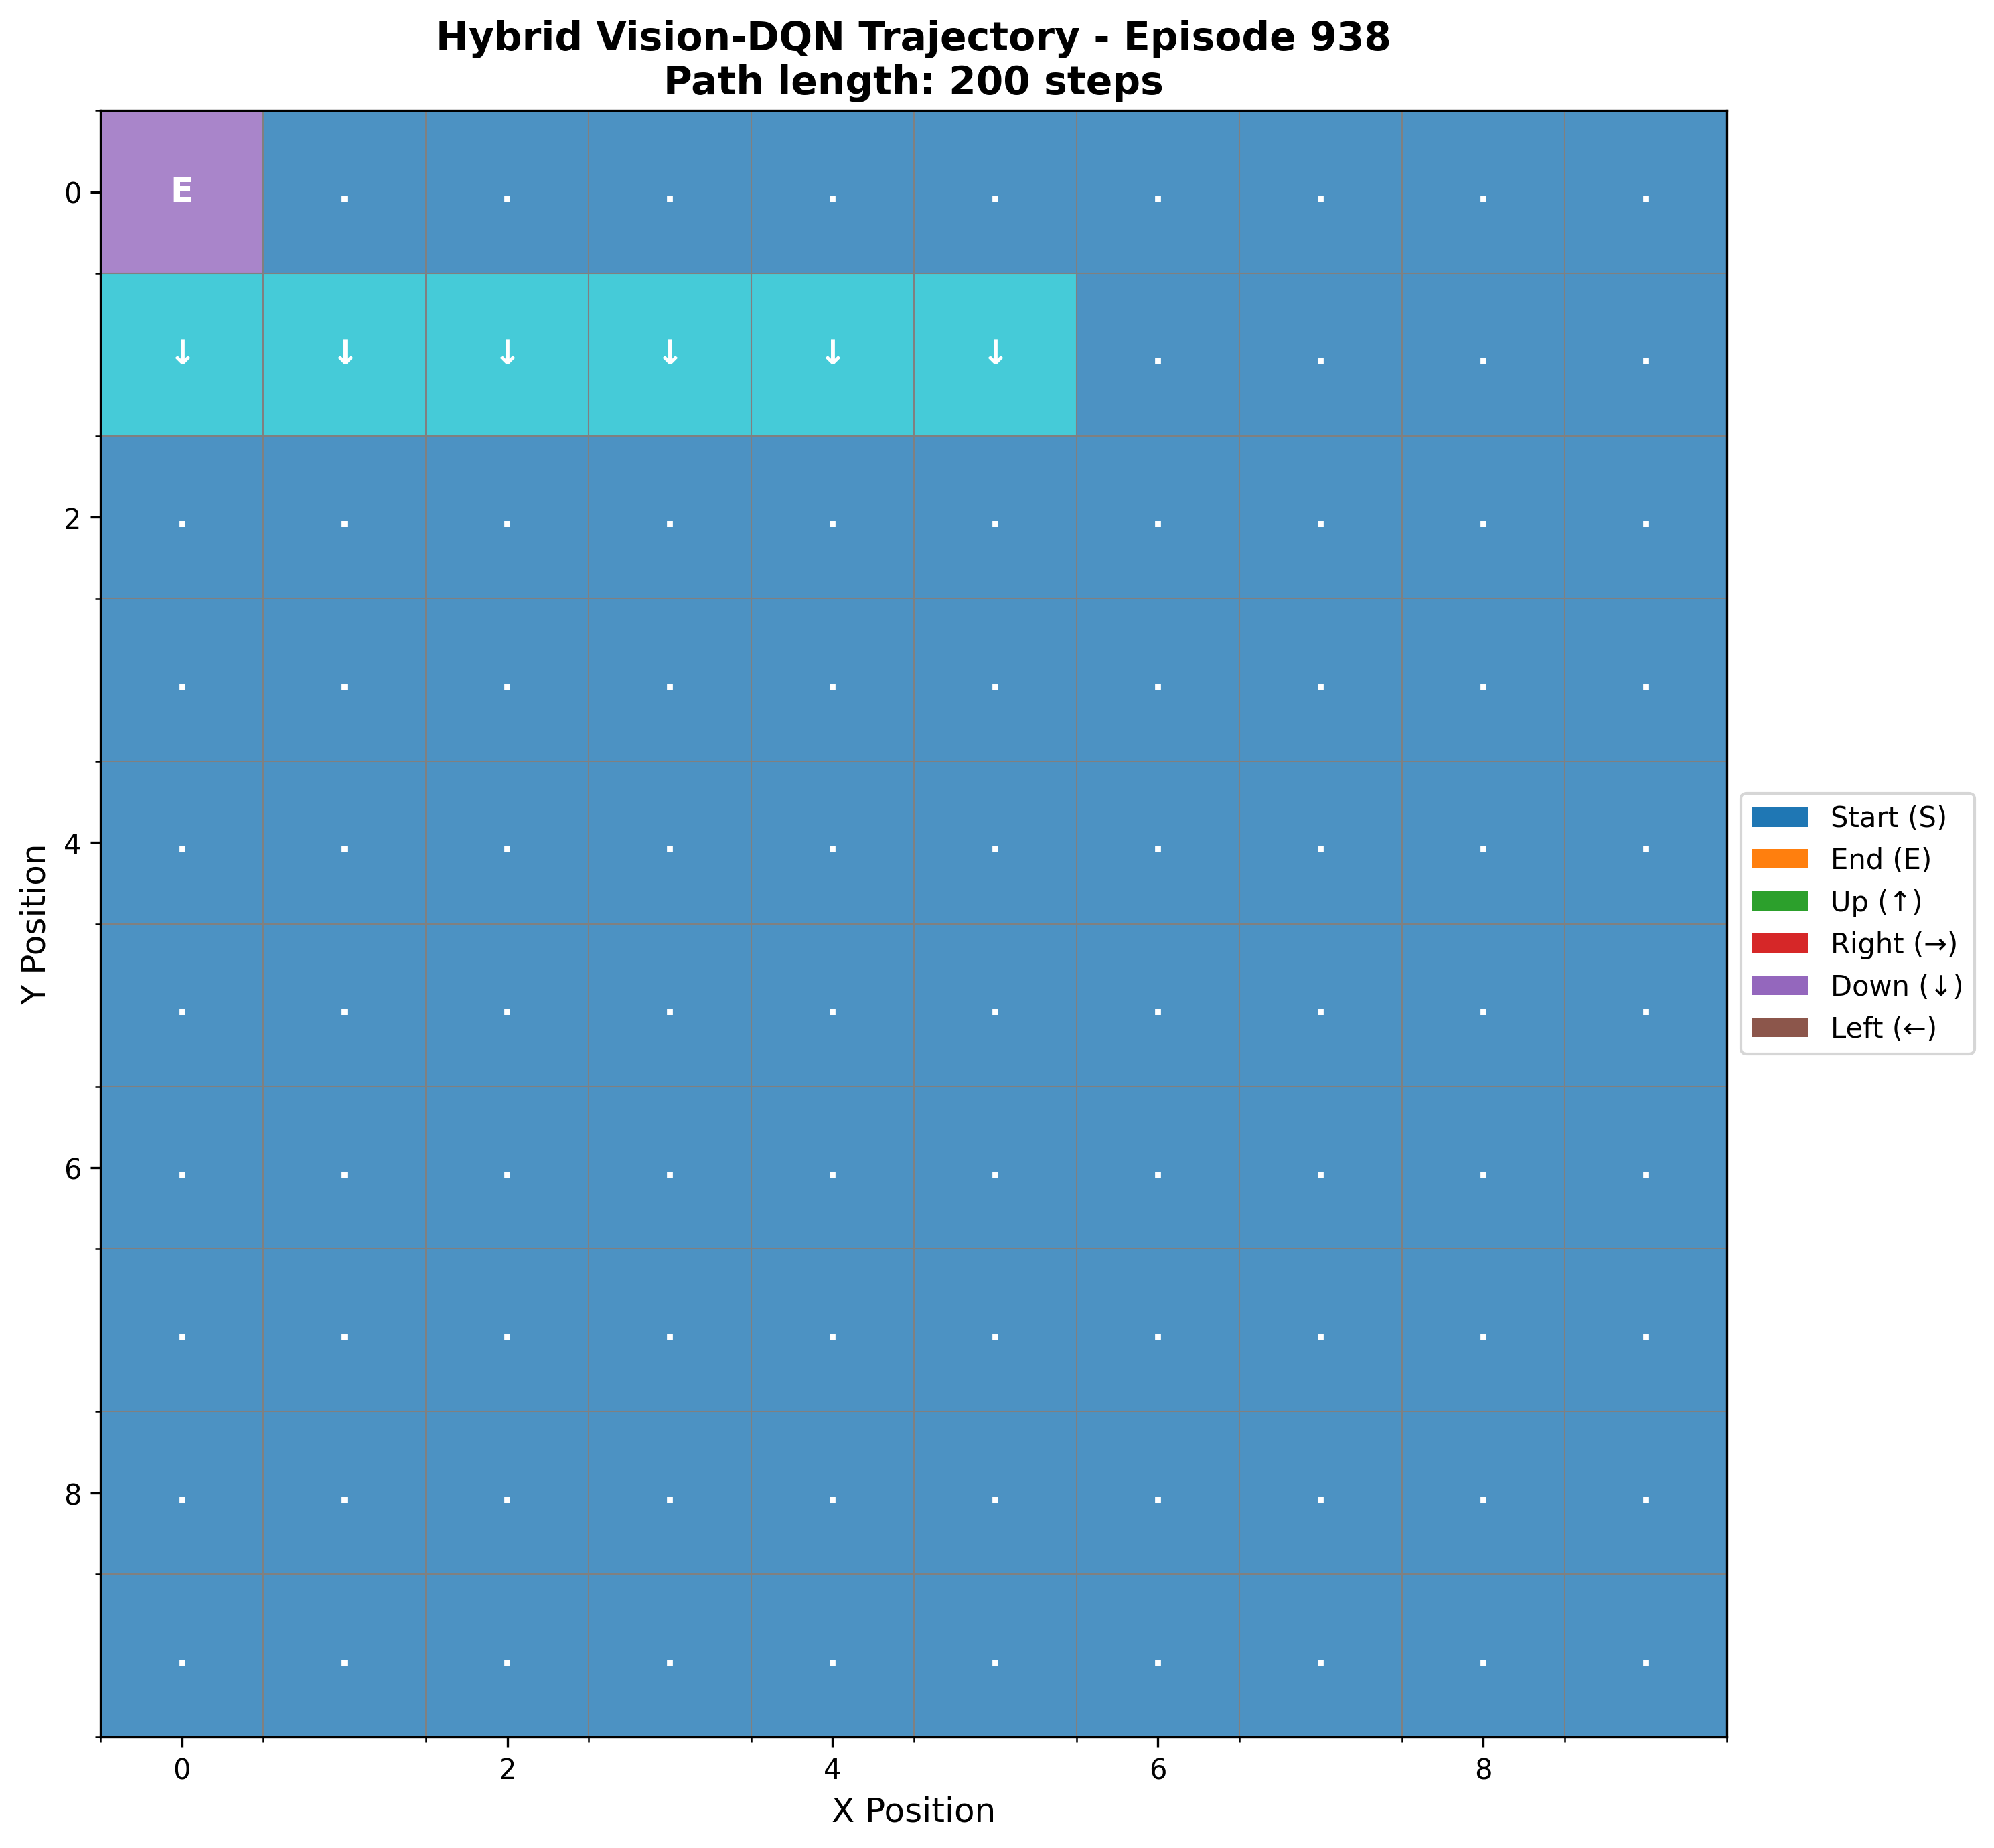 Hybrid Vision-DQN Trajectory - Episode 938
Path length: 200 steps
0 E . . . . . . . . .
↓ ↓ ↓ ↓ ↓ ↓ . . . .
2 . . . . . . . . . .
. . . . . . . . . .
4 . . . . . . . . . .
. . . . . . . . . .
6 . . . . . . . . . .
. . . . . . . . . .
8 . . . . . . . . . .
. . . . . . . . . .
0 2 4 6 8
X Position
Y Position
Start (S)
End (E)
Up (↑)
Right (→)
Down (↓)
Left (←)